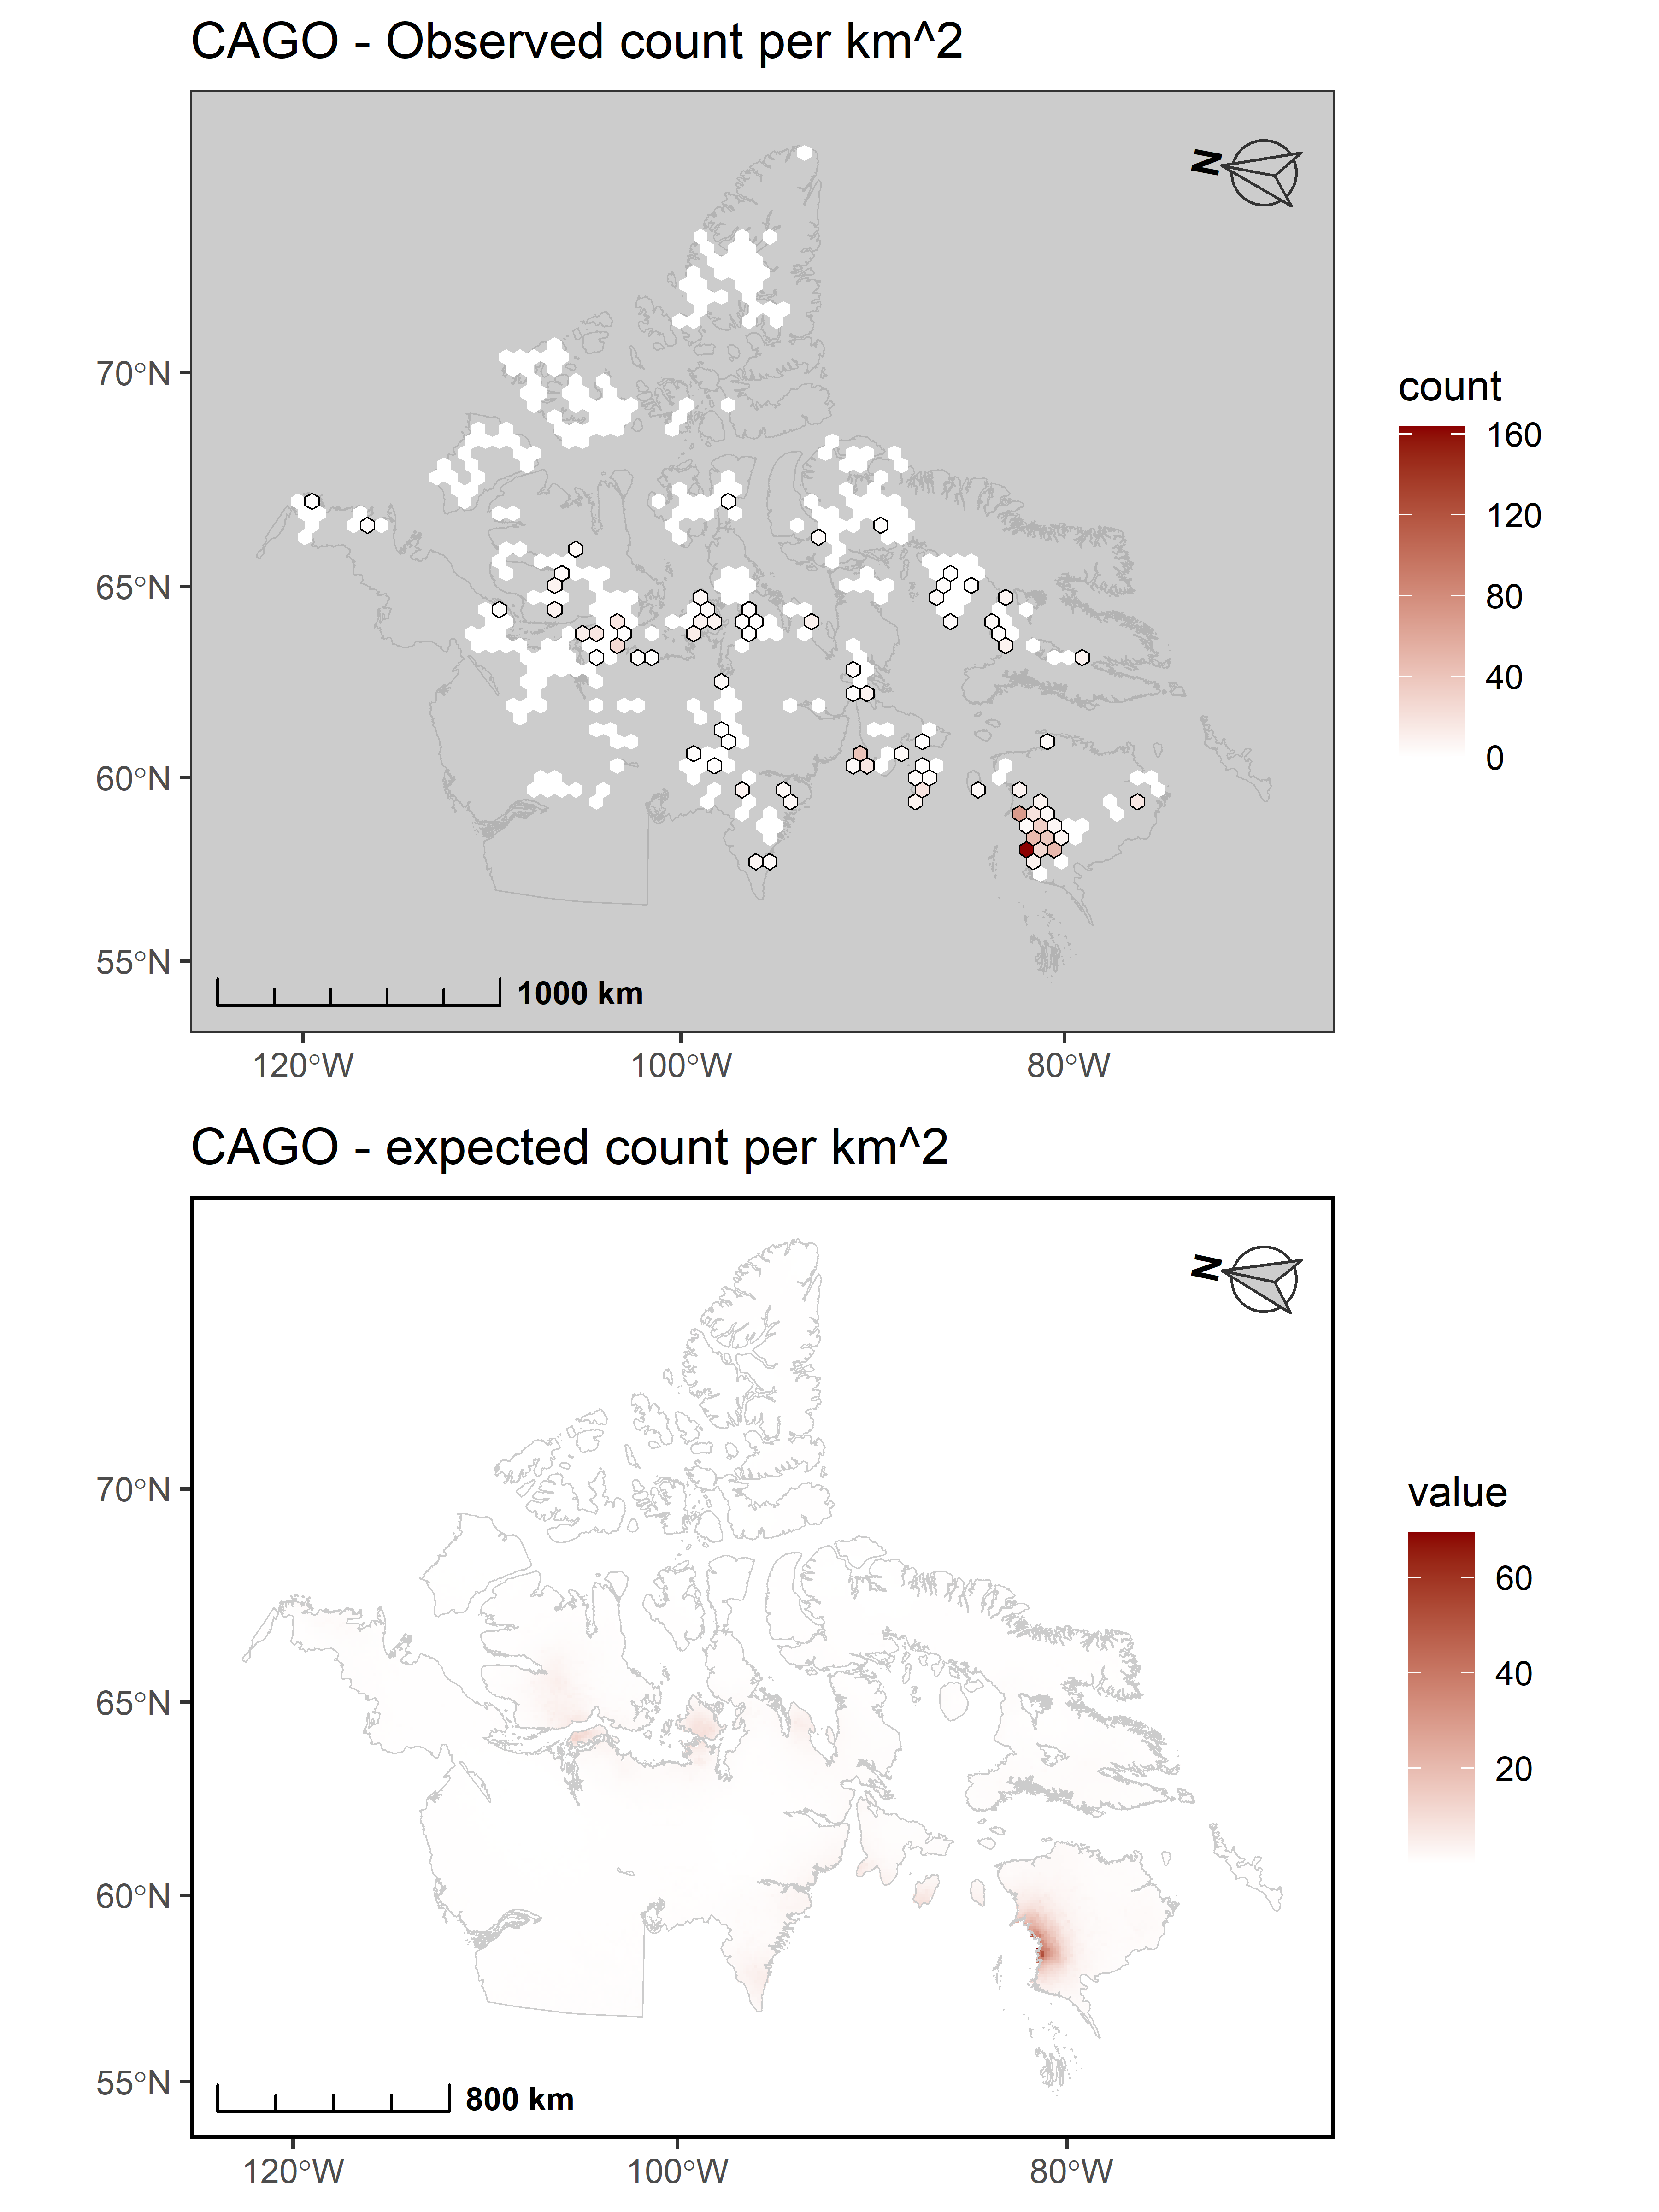 CAGO - Observed count per km^2
N
count
160
120
80
40
0
70°N
65°N
60°N
55°N
1000 km
120°W
100°W
80°W
CAGO - expected count per km^2
N
value
60
40
20
70°N
65°N
60°N
55°N
800 km
120°W
100°W
80°W